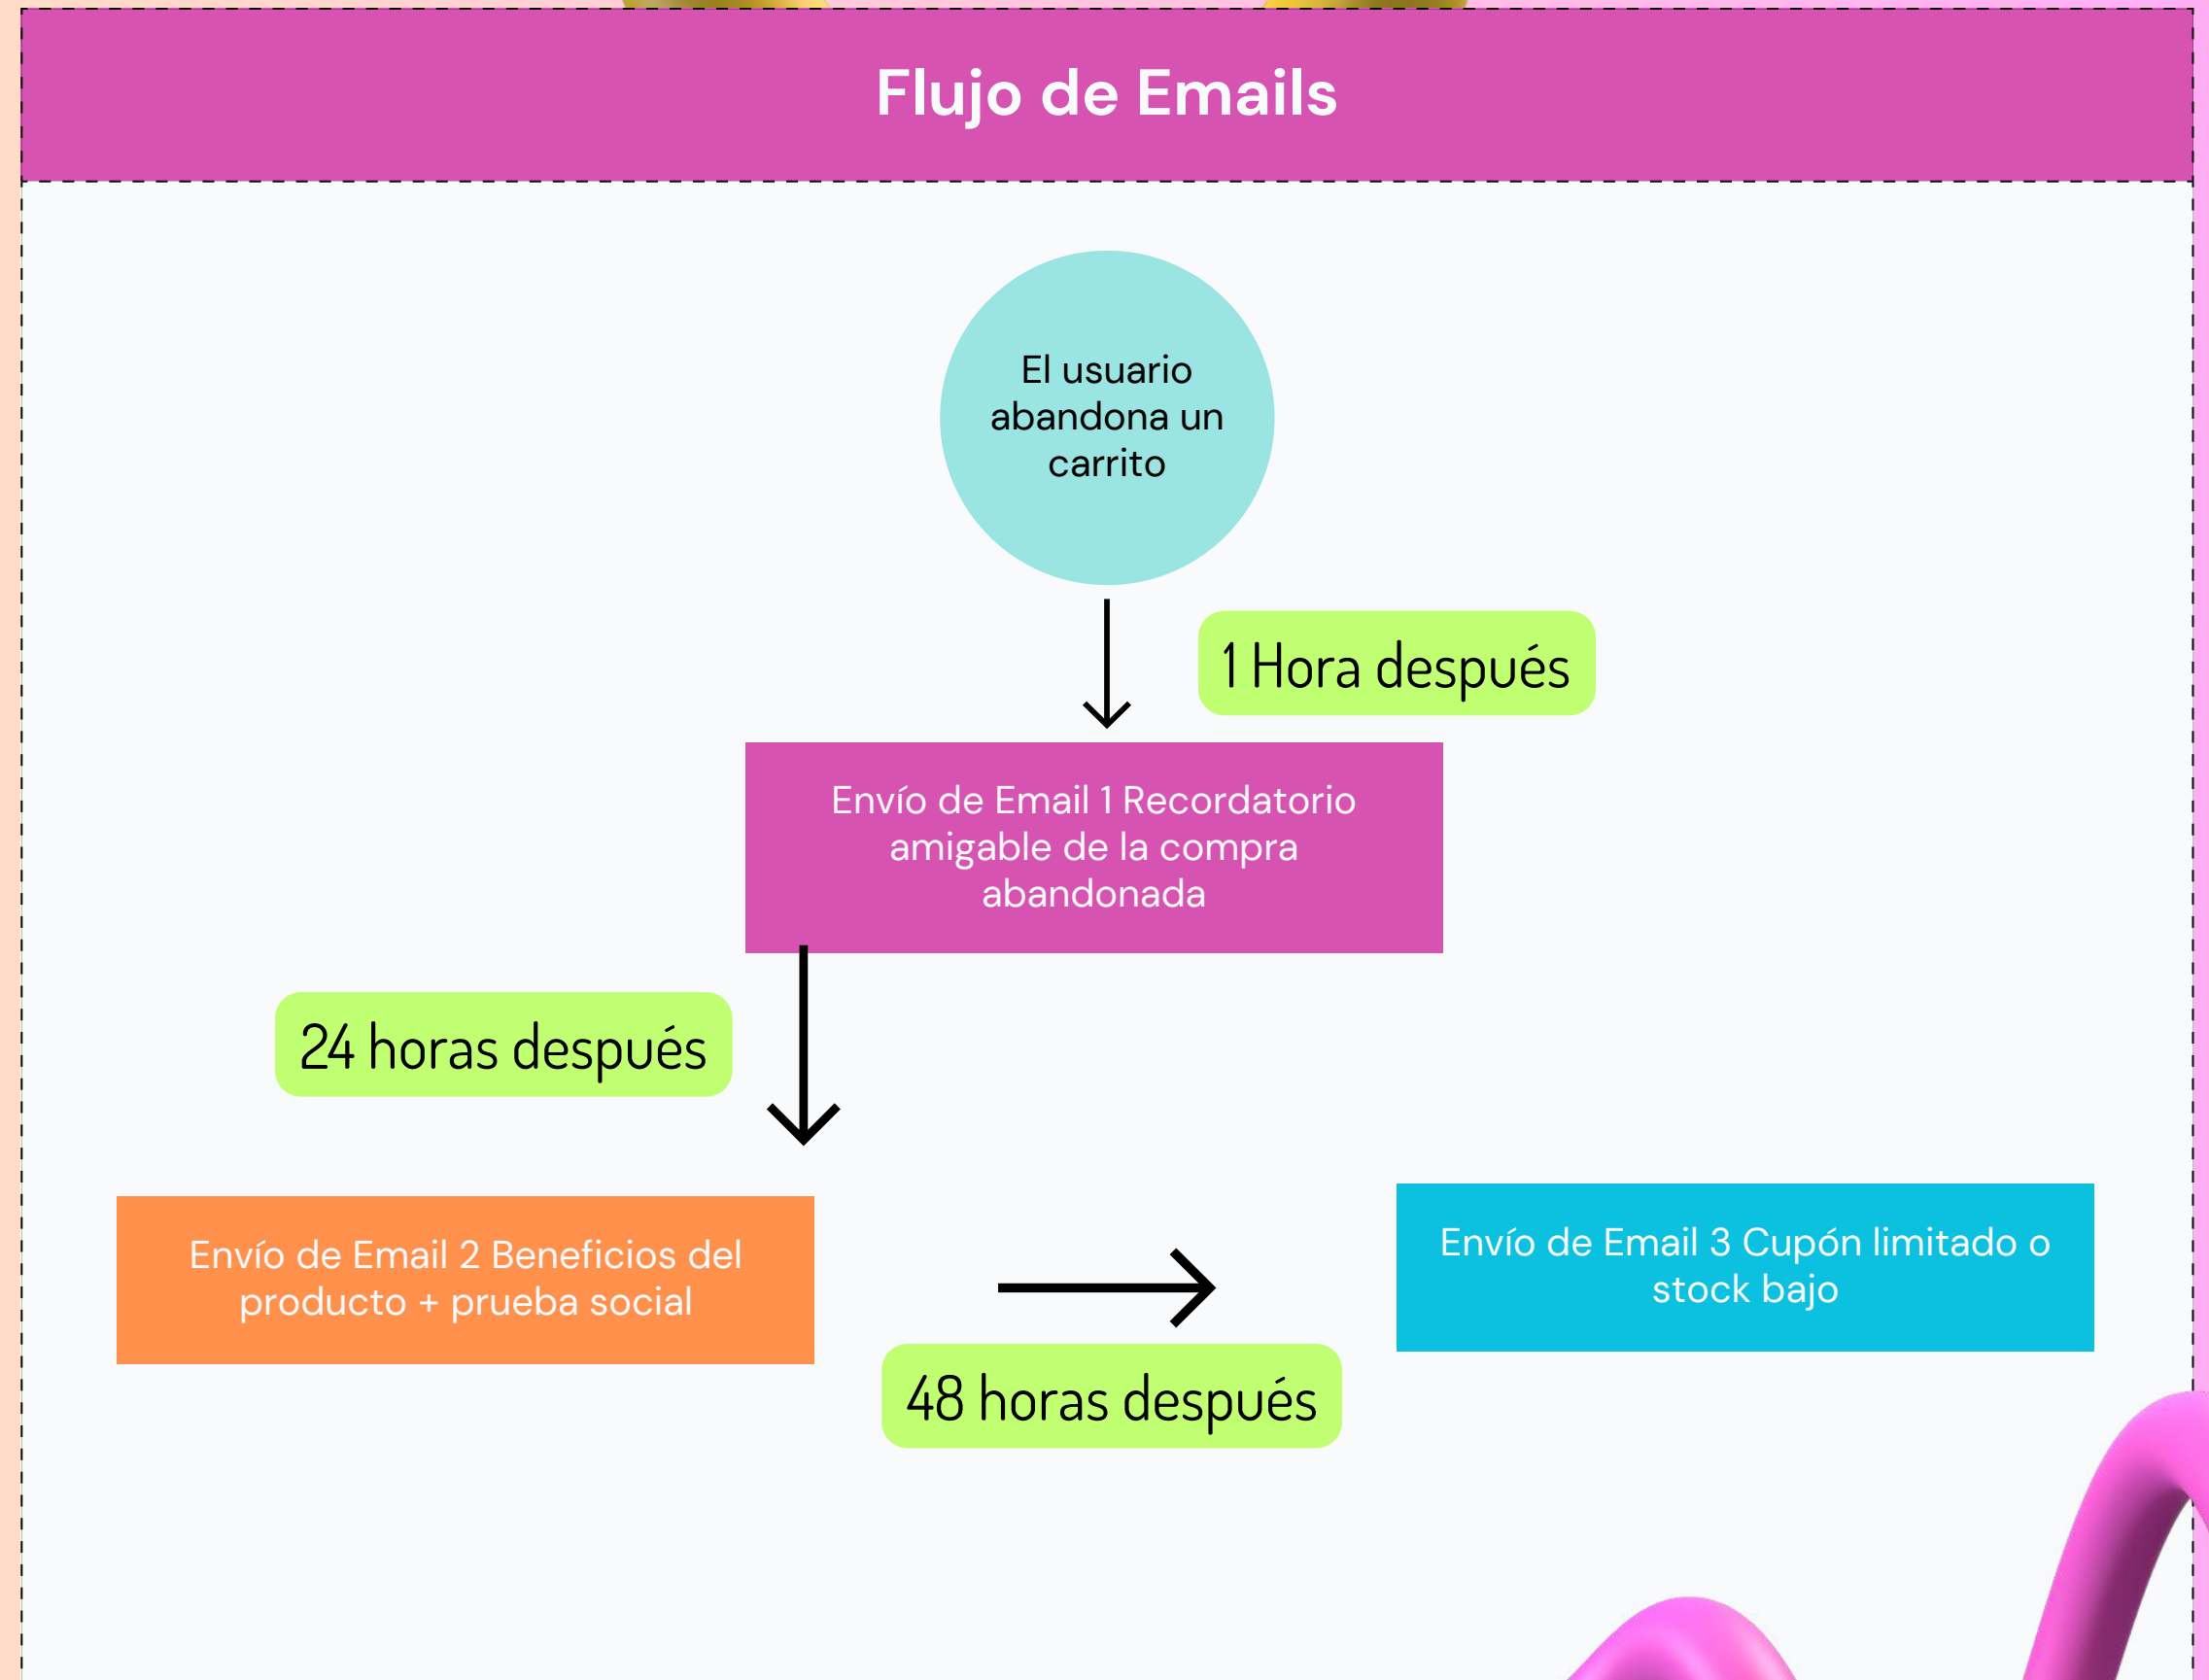 Flujo de Emails
El usuario
abandona un
carrito
1 Hora después
Envío de Email 1 Recordatorio
amigable de la compra
abandonada
24 horas después
Envío de Email 2 Beneficios del
producto + prueba social
48 horas después
Envío de Email 3 Cupón limitado o
stock bajo